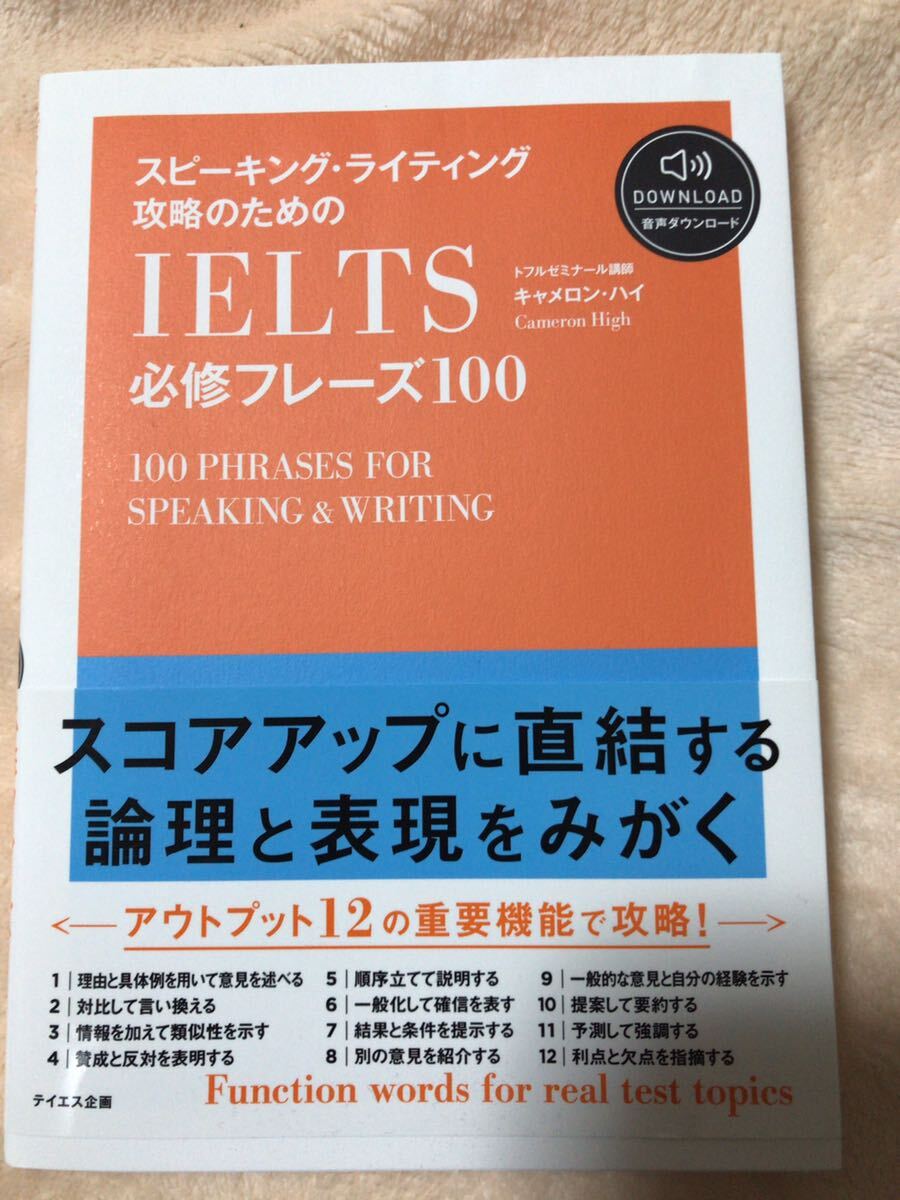 スピーキング・ライティング
攻略のための
IELTS
必修フレーズ100
トフルゼミナール講師
キャメロン・ハイ
Cameron High
DOWNLOAD
音声ダウンロード
100 PHRASES FOR
SPEAKING & WRITING
スコアアップに直結する
論理と表現をみがく
アウトプット12の重要機能で攻略!
1 | 理由と具体例を用いて意見を述べる
2 | 対比して言い換える
3 | 情報を加えて類似性を示す
4 | 賛成と反対を表明する
5 | 順序立てて説明する
6 | 一般化して確信を表す
7 | 結果と条件を提示する
8 | 別の意見を紹介する
9 | 一般的な意見と自分の経験を示す
10 | 提案して要約する
11 | 予測して強調する
12 | 利点と欠点を指摘する
Function words for real test topics
テイエス企画